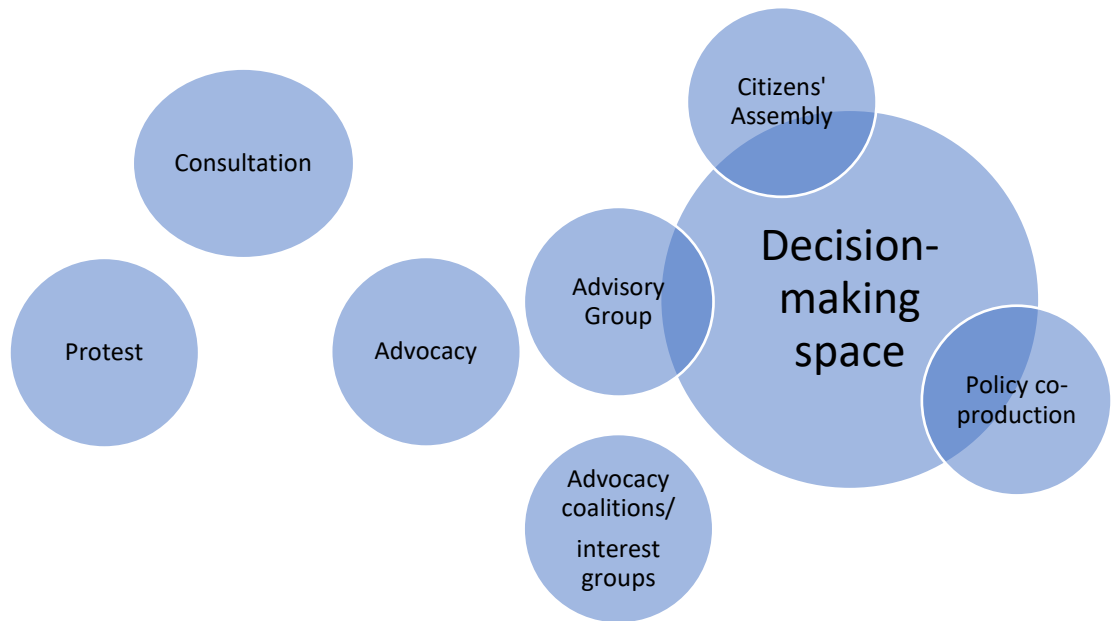 Citizens'
Assembly
Consultation
Decision-
making
space
Advisory
Group
Protest
Advocacy
Policy co-
production
Advocacy
coalitions/
interest
groups